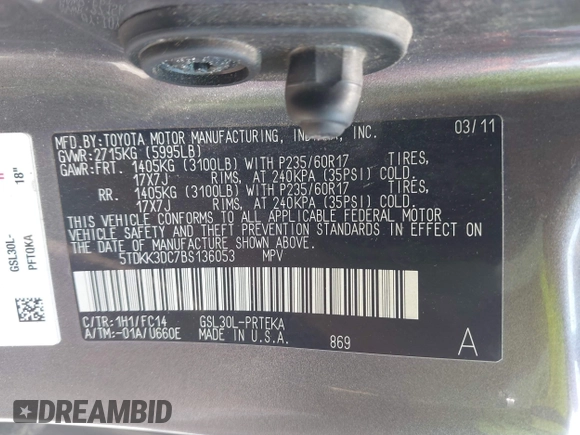 MFD.BY:TOYOTA MOTOR MANUFACTURING, INDIANA, INC. 03/11
GVWR:2715KG (5995LB)
GAWR:FRT. 1405KG (3100LB) WITH P235/60R17 TIRES,
17X7J RIMS, AT 240KPA (35PSI) COLD.
RR. 1405KG (3100LB) WITH P235/60R17 TIRES,
17X7J RIMS, AT 240KPA (35PSI) COLD.
THIS VEHICLE CONFORMS TO ALL APPLICABLE FEDERAL MOTOR
VEHICLE SAFETY AND THEFT PREVENTION STANDARDS IN EFFECT ON
THE DATE OF MANUFACTURE SHOWN ABOVE.
5TDKK3DC7BS136053 MPV
C/TR:1H1/FC14 GSL30L-PRTEKA
A/TM:-01A/U660E MADE IN U.S.A. 869 A
18"
GSL30L-
PFTQKA
DREAMBID